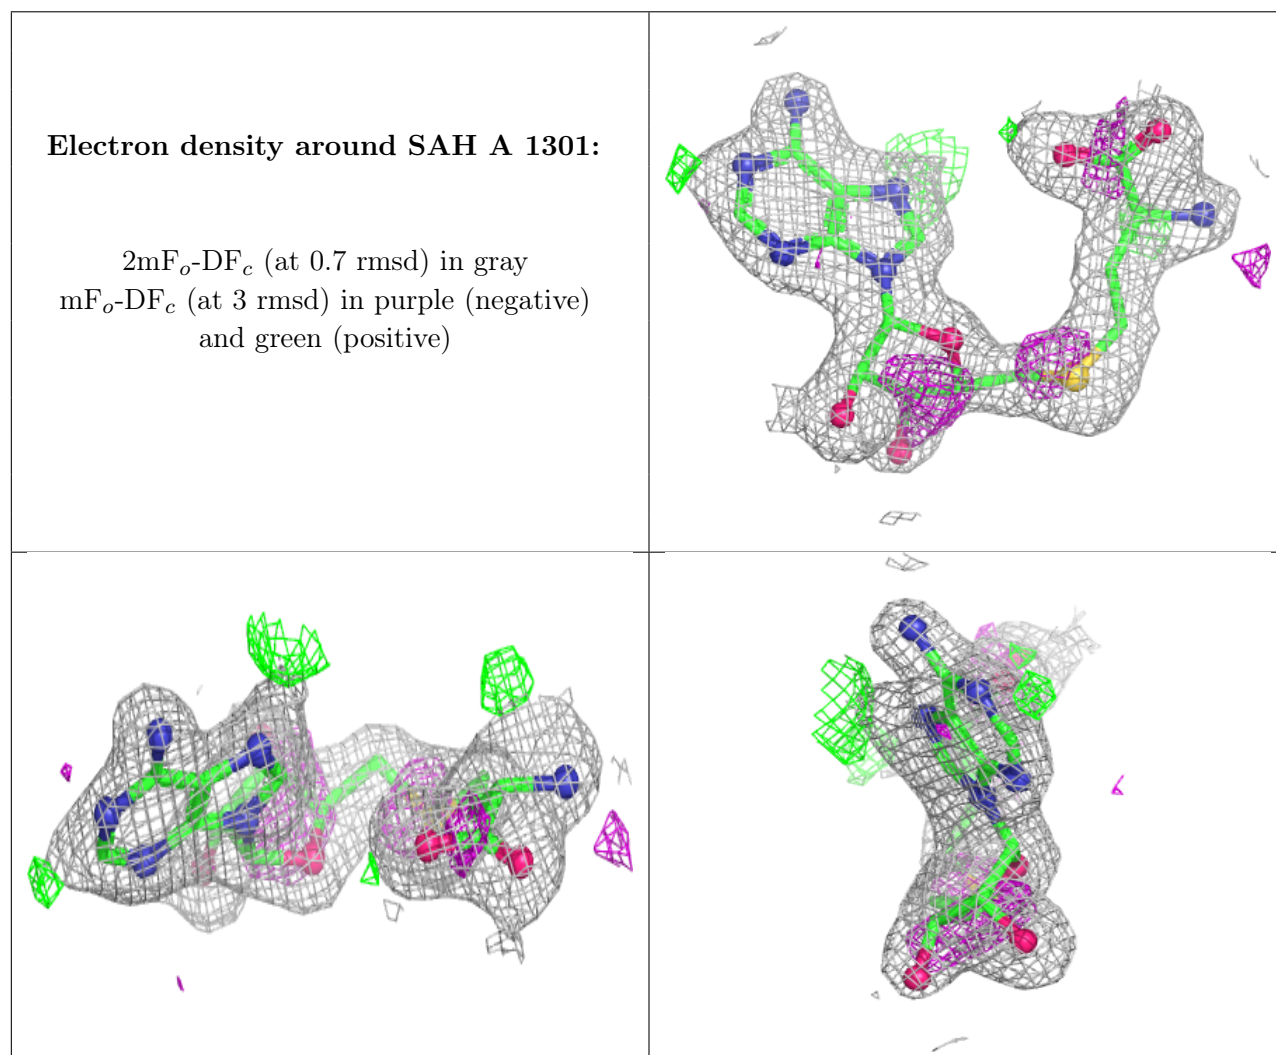 Electron density around SAH A 1301:
2mFo-DFc (at 0.7 rmsd) in gray
mFo-DFc (at 3 rmsd) in purple (negative)
and green (positive)